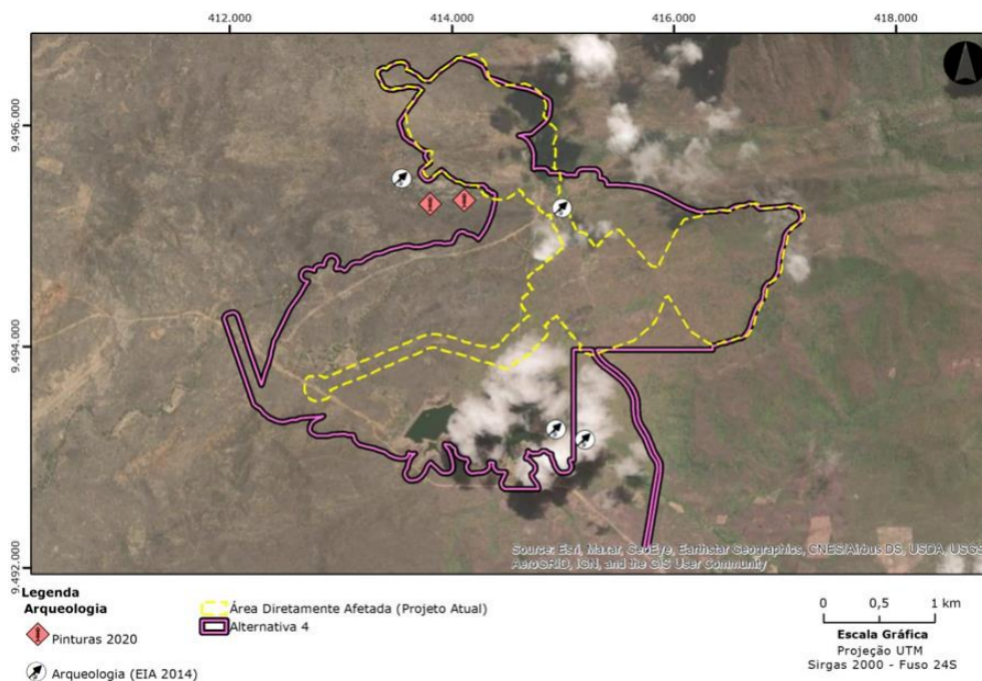 412.000 414.000 416.000 418.000
9.496.000
9.494.000
9.492.000
Source: Esri, Maxar, GeoEye, Earthstar Geographics, CNES/Airbus DS, USDA, USGS
AeroGRID, IGN, and the GIS User Community
Legenda
Arqueologia
Pinturas 2020
Arqueologia (EIA 2014)
Área Diretamente Afetada (Projeto Atual)
Alternativa 4
0 0,5 1 km
Escala Gráfica
Projeção UTM
Sirgas 2000 - Fuso 24S